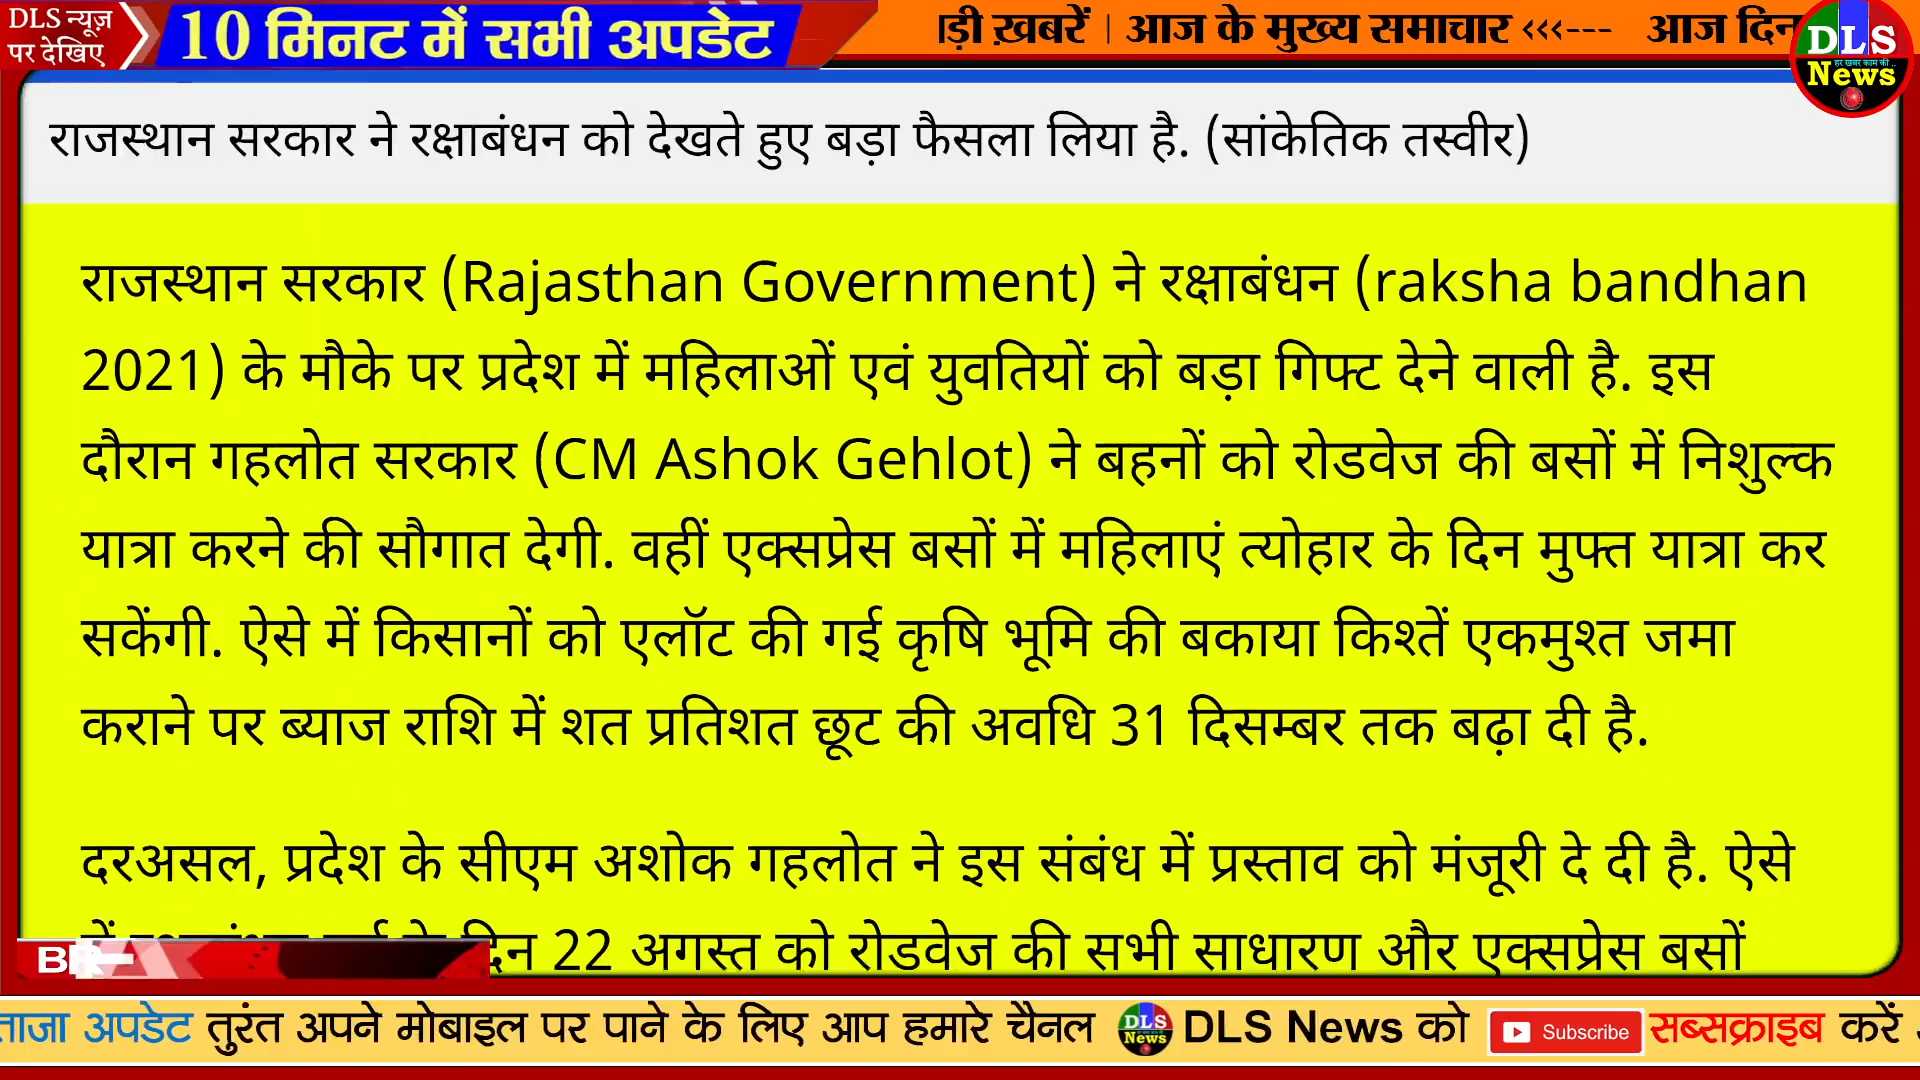 DLS न्यूज़
पर देखिए
10 मिनट में सभी अपडेट
ख़बरें | आज के मुख्य समाचार <<<--- आज
DLS
हर खबर काम की..
News
राजस्थान सरकार ने रक्षाबंधन को देखते हुए बड़ा फैसला लिया है. (सांकेतिक तस्वीर)
राजस्थान सरकार (Rajasthan Government) ने रक्षाबंधन (raksha bandhan
2021) के मौके पर प्रदेश में महिलाओं एवं युवतियों को बड़ा गिफ्ट देने वाली है. इस
दौरान गहलोत सरकार (CM Ashok Gehlot) ने बहनों को रोडवेज की बसों में निशुल्क
यात्रा करने की सौगात देगी. वहीं एक्सप्रेस बसों में महिलाएं त्योहार के दिन मुफ्त यात्रा कर
सकेंगी. ऐसे में किसानों को एलॉट की गई कृषि भूमि की बकाया किश्तें एकमुश्त जमा
कराने पर ब्याज राशि में शत प्रतिशत छूट की अवधि 31 दिसम्बर तक बढ़ा दी है.
दरअसल, प्रदेश के सीएम अशोक गहलोत ने इस संबंध में प्रस्ताव को मंजूरी दे दी है. ऐसे
दिन 22 अगस्त को रोडवेज की सभी साधारण और एक्सप्रेस बसों
ताजा अपडेट तुरंत अपने मोबाइल पर पाने के लिए आप हमारे चैनल DLS News DLS News को Subscribe सब्सक्राइब करें